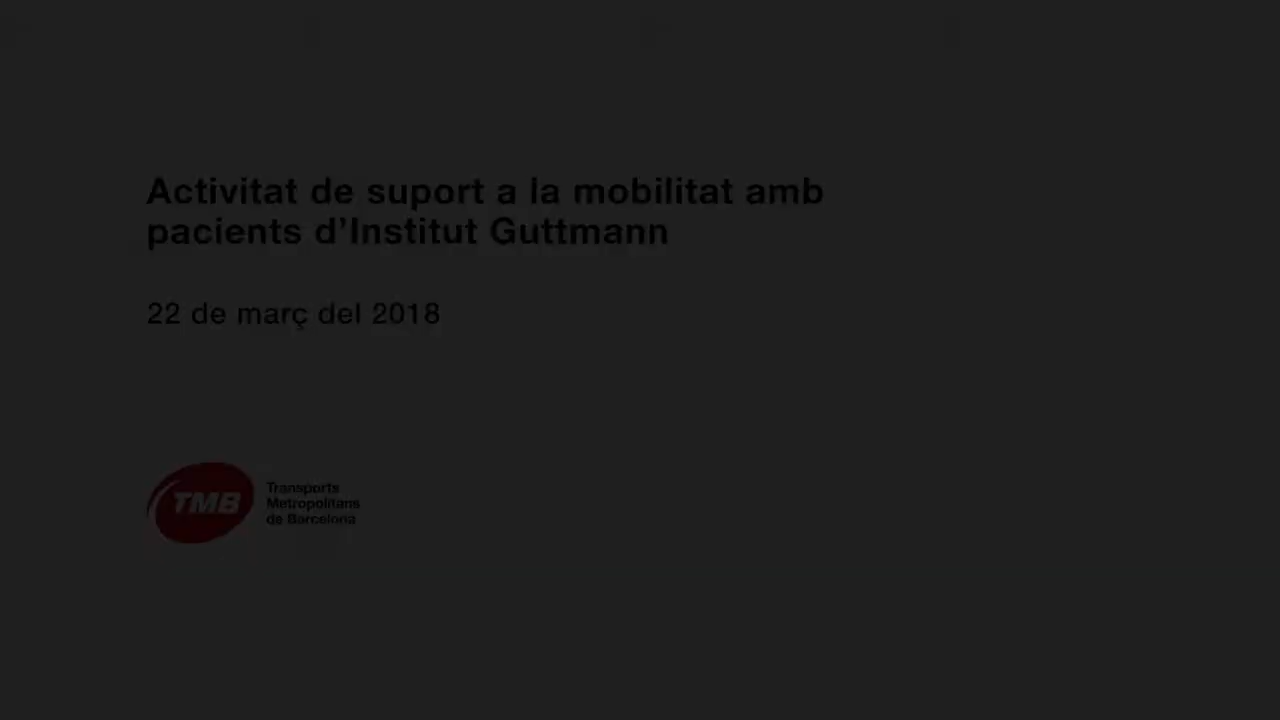 Activitat de suport a la mobilitat amb
pacients d’Institut Guttmann
22 de març del 2018
TMB
Transports
Metropolitans
de Barcelona